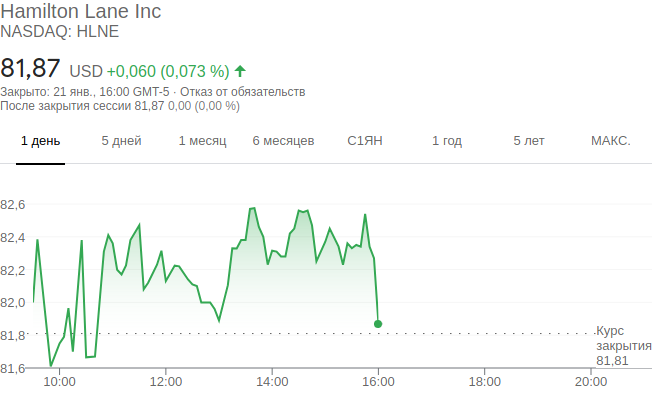 Hamilton Lane Inc
NASDAQ: HLNE
81,87 USD +0,060 (0,073 %)
Закрыто: 21 янв., 16:00 GMT-5 · Отказ от обязательств
После закрытия сессии 81,87 0,00 (0,00 %)
1 день 5 дней 1 месяц 6 месяцев С1ЯН 1 год 5 лет МАКС.
82,6
82,4
82,2
82,0
81,8
81,6
Курс
закрытия
81,81
10:00 12:00 14:00 16:00 18:00 20:00